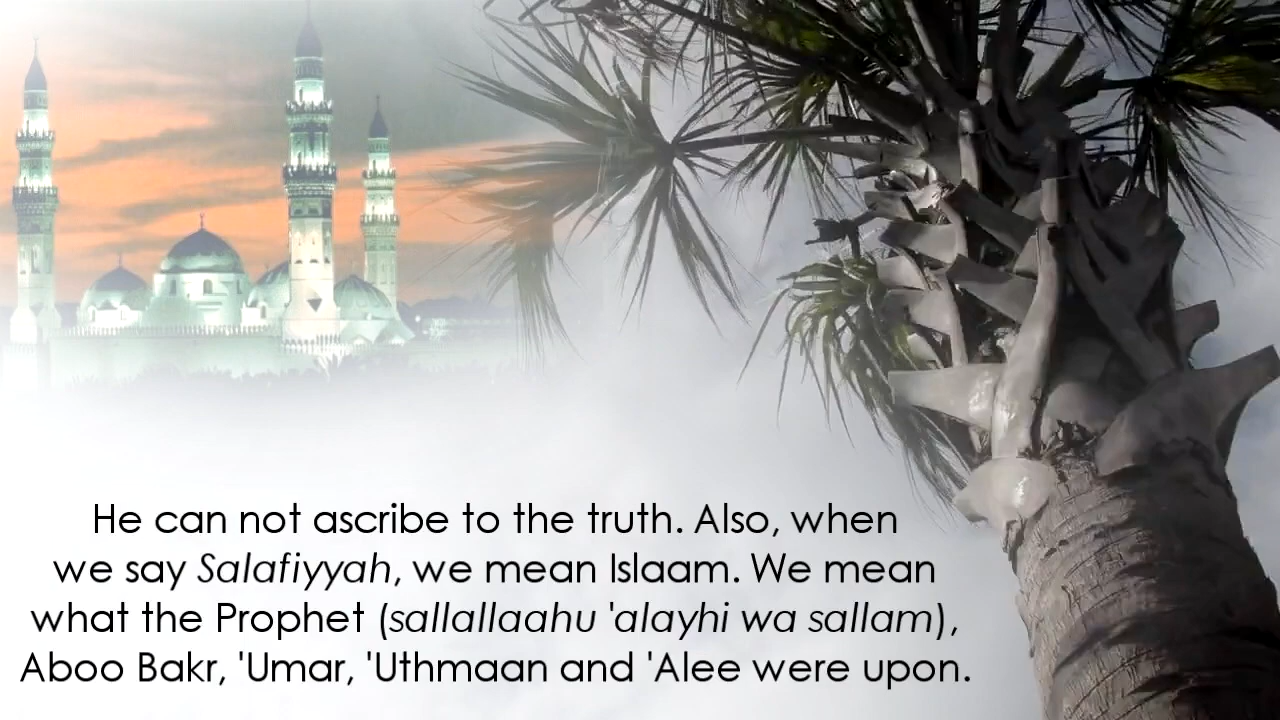 He can not ascribe to the truth. Also, when
we say Salafiyyah, we mean Islaam. We mean
what the Prophet (sallallaahu 'alayhi wa sallam),
Aboo Bakr, 'Umar, 'Uthmaan and 'Alee were upon.